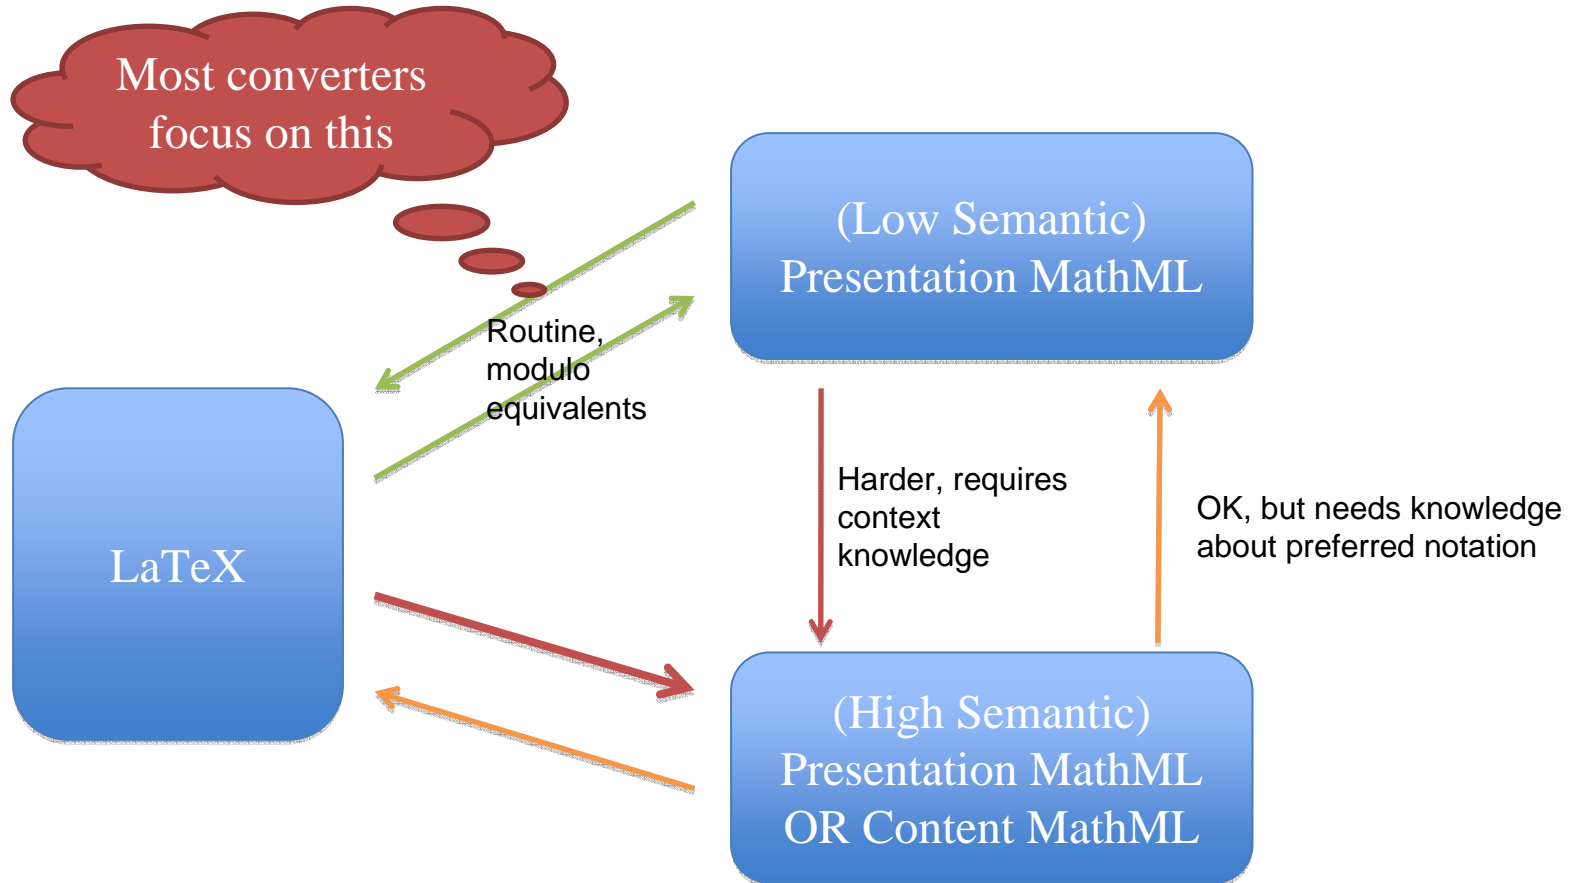 Most converters
focus on this
(Low Semantic)
Presentation MathML
Routine,
modulo
equivalents
LaTeX
Harder, requires
context
knowledge
OK, but needs knowledge
about preferred notation
(High Semantic)
Presentation MathML
OR Content MathML